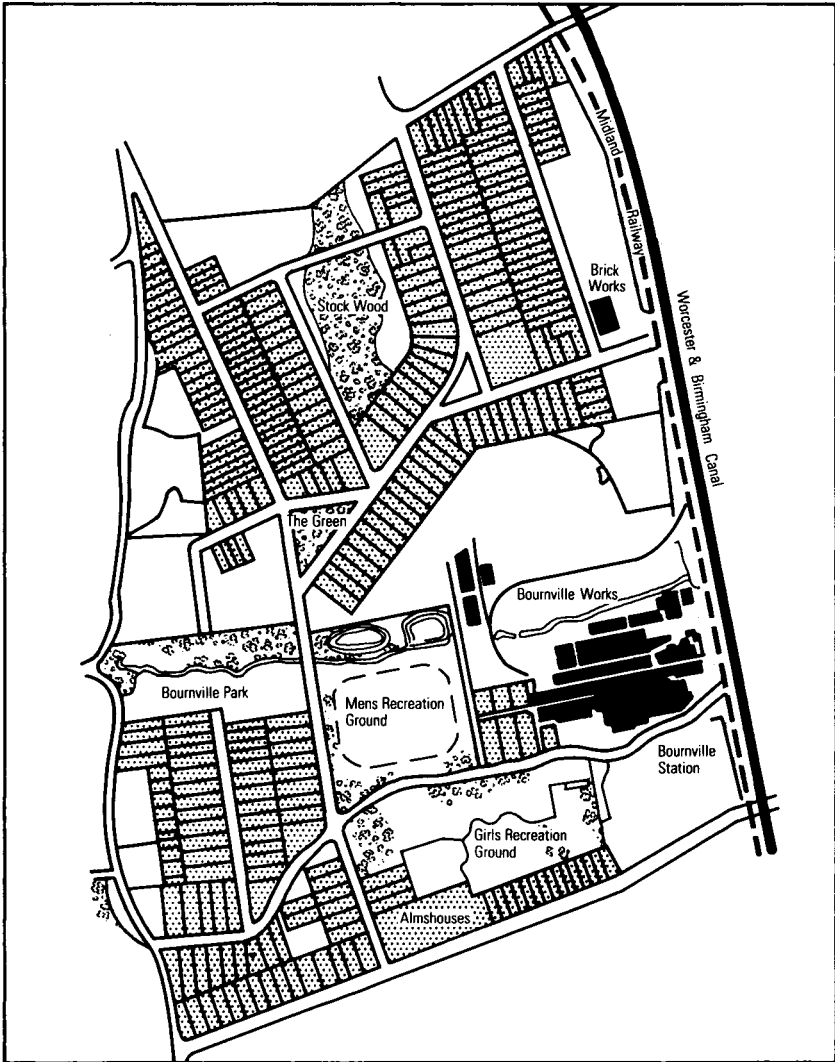 Midland
Railway
Brick
Works
Worcester & Birmingham Canal
Stock Wood
The Green
Bournville Works
Bournville Park
Mens Recreation
Ground
Bournville
Station
Girls Recreation
Ground
Almshouses